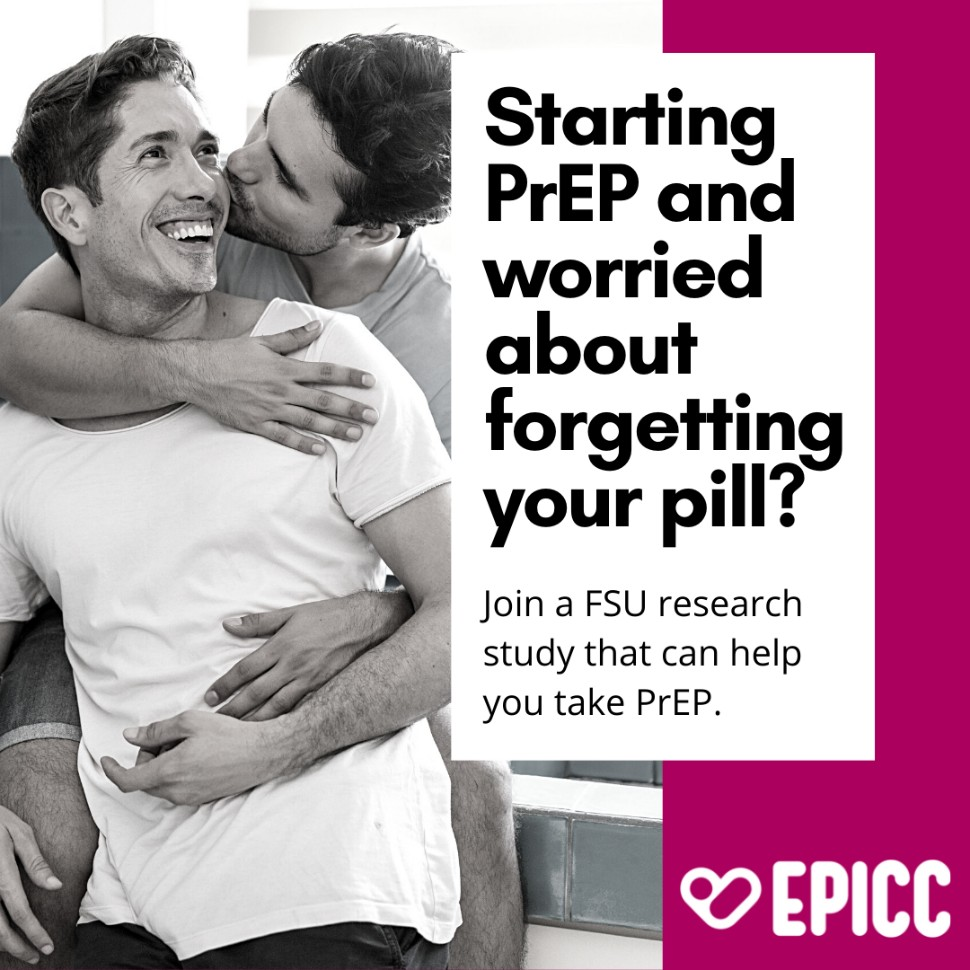 Starting
PrEP and
worried
about
forgetting
your pill?
Join a FSU research
study that can help
you take PrEP.
EPICC